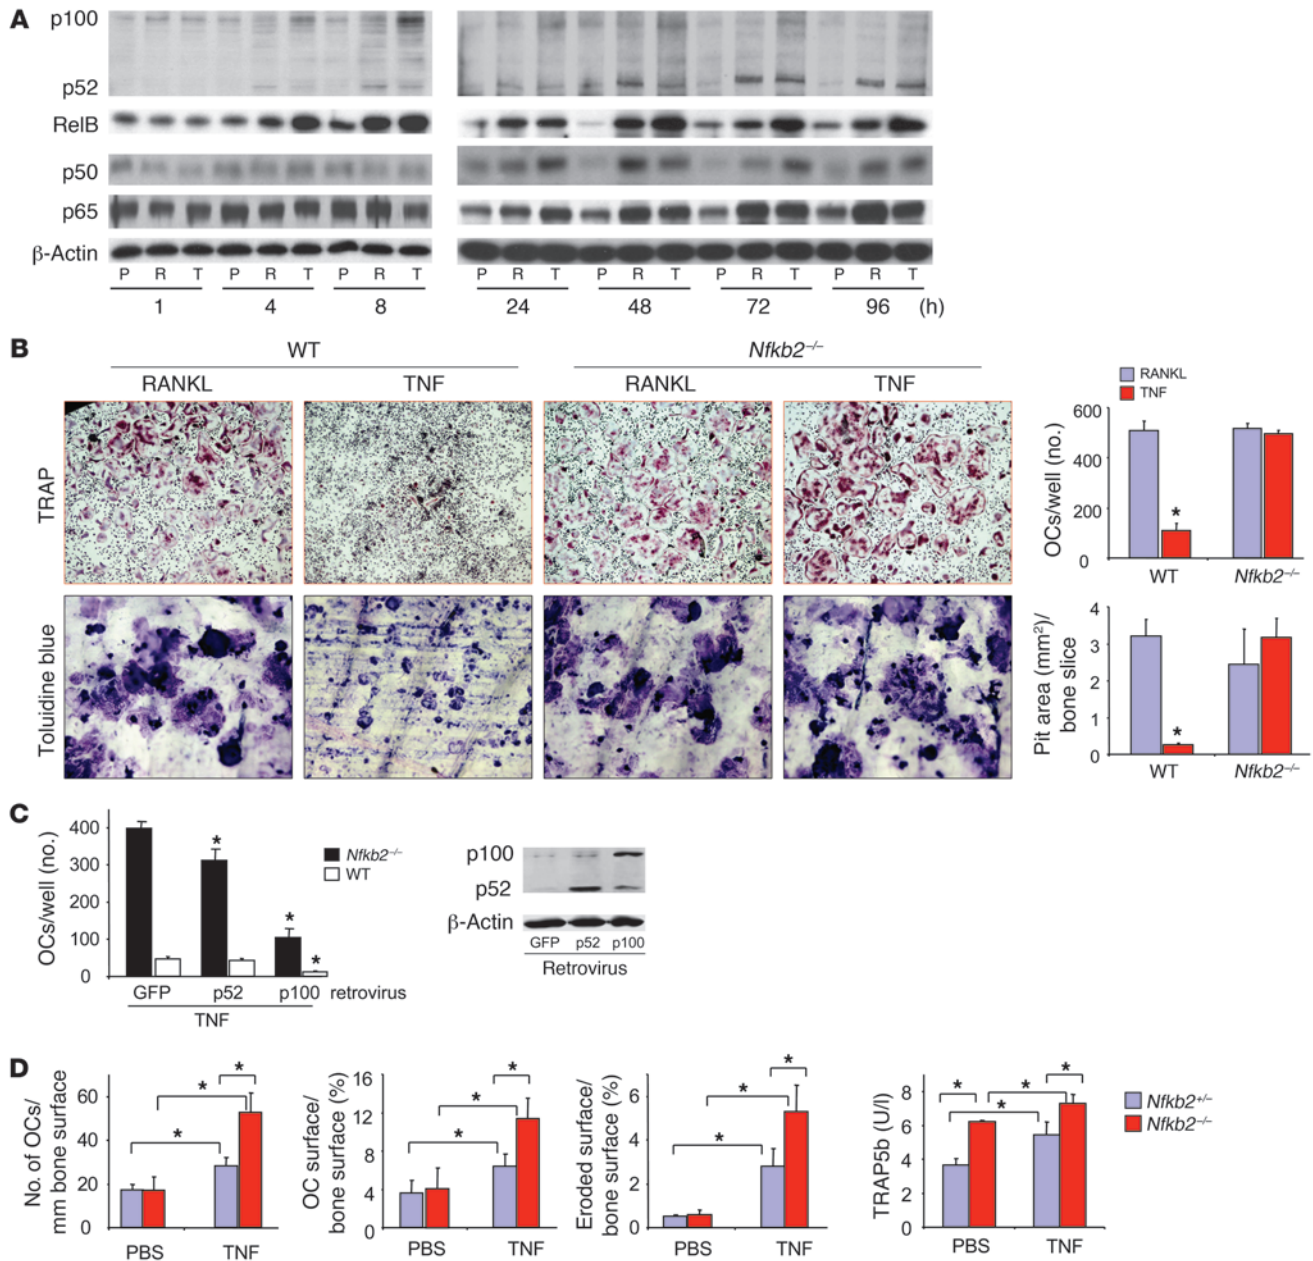 A
p100
p52
RelB
p50
p65
β-Actin
P R T P R T P R T P R T P R T P R T P R T
1 4 8 24 48 72 96 (h)
B
WT Nfkb2–/–
RANKL TNF RANKL TNF
TRAP
Toluidine blue
RANKL
TNF
OCs/well (no.)
600
400
200
0
WT Nfkb2–/–
*
Pit area (mm²)/
bone slice
4
3
2
1
0
*
WT Nfkb2–/–
C
OCs/well (no.)
400
300
200
100
0
* * *
Nfkb2–/–
WT
GFP p52 p100 retrovirus
TNF
p100
p52
β-Actin
GFP p52 p100
Retrovirus
D
No. of OCs/
mm bone surface
60
40
20
0
* * *
PBS TNF
OC surface/
bone surface (%)
16
12
8
4
0
* * *
PBS TNF
Eroded surface/
bone surface (%)
6
4
2
0
* * *
PBS TNF
TRAP5b (U/l)
8
6
4
2
0
* * * *
PBS TNF
Nfkb2+/–
Nfkb2–/–